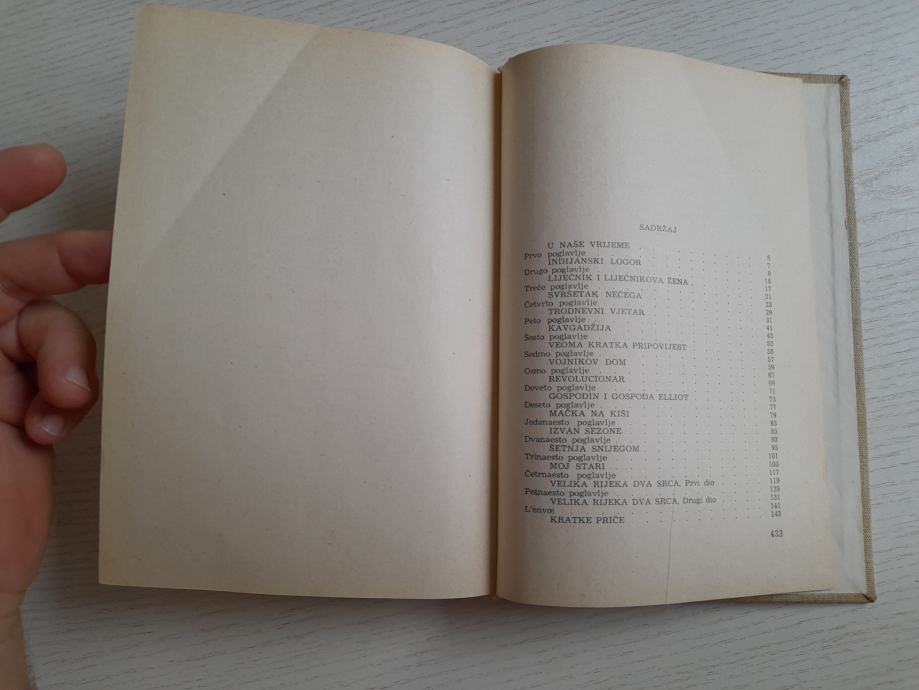 SADRŽAJ
U NAŠE VRIJEME . . . . . . . . 5
Prvo poglavlje . . . . . . . . 7
INDIJANSKI LOGOR . . . . . . . . 9
Drugo poglavlje . . . . . . . . 15
LIJEČNIK I LIJEČNIKOVA ŽENA . . . . 17
Treće poglavlje . . . . . . . . 21
SVRŠETAK NEČEGA . . . . . . . . 23
Četvrto poglavlje . . . . . . . . 29
TRODNEVNI VJETAR . . . . . . . . 31
Peto poglavlje . . . . . . . . 41
KAVGADŽIJA . . . . . . . . 43
Šesto poglavlje . . . . . . . . 53
VEOMA KRATKA PRIPOVIJEST . . . . 55
Sedmo poglavlje . . . . . . . . 57
VOJNIKOV DOM . . . . . . . . 59
Osmo poglavlje . . . . . . . . 67
REVOLUCIONAR . . . . . . . . 69
Deveto poglavlje . . . . . . . . 71
GOSPODIN I GOSPOĐA ELLIOT . . . . 73
Deseto poglavlje . . . . . . . . 77
MAČKA NA KIŠI . . . . . . . . 79
Jedanaesto poglavlje . . . . . . . . 83
IZVAN SEZONE . . . . . . . . 85
Dvanaesto poglavlje . . . . . . . . 93
ŠETNJA SNIJEGOM . . . . . . . . 95
Trinaesto poglavlje . . . . . . . . 101
MOJ STARI . . . . . . . . 103
Četrnaesto poglavlje . . . . . . . . 117
VELIKA RIJEKA DVA SRCA, Prvi dio . . . 119
Petnaesto poglavlje . . . . . . . . 129
VELIKA RIJEKA DVA SRCA, Drugi dio . . . 131
L'envoi . . . . . . . . 141
KRATKE PRIČE . . . . . . . . 143
433